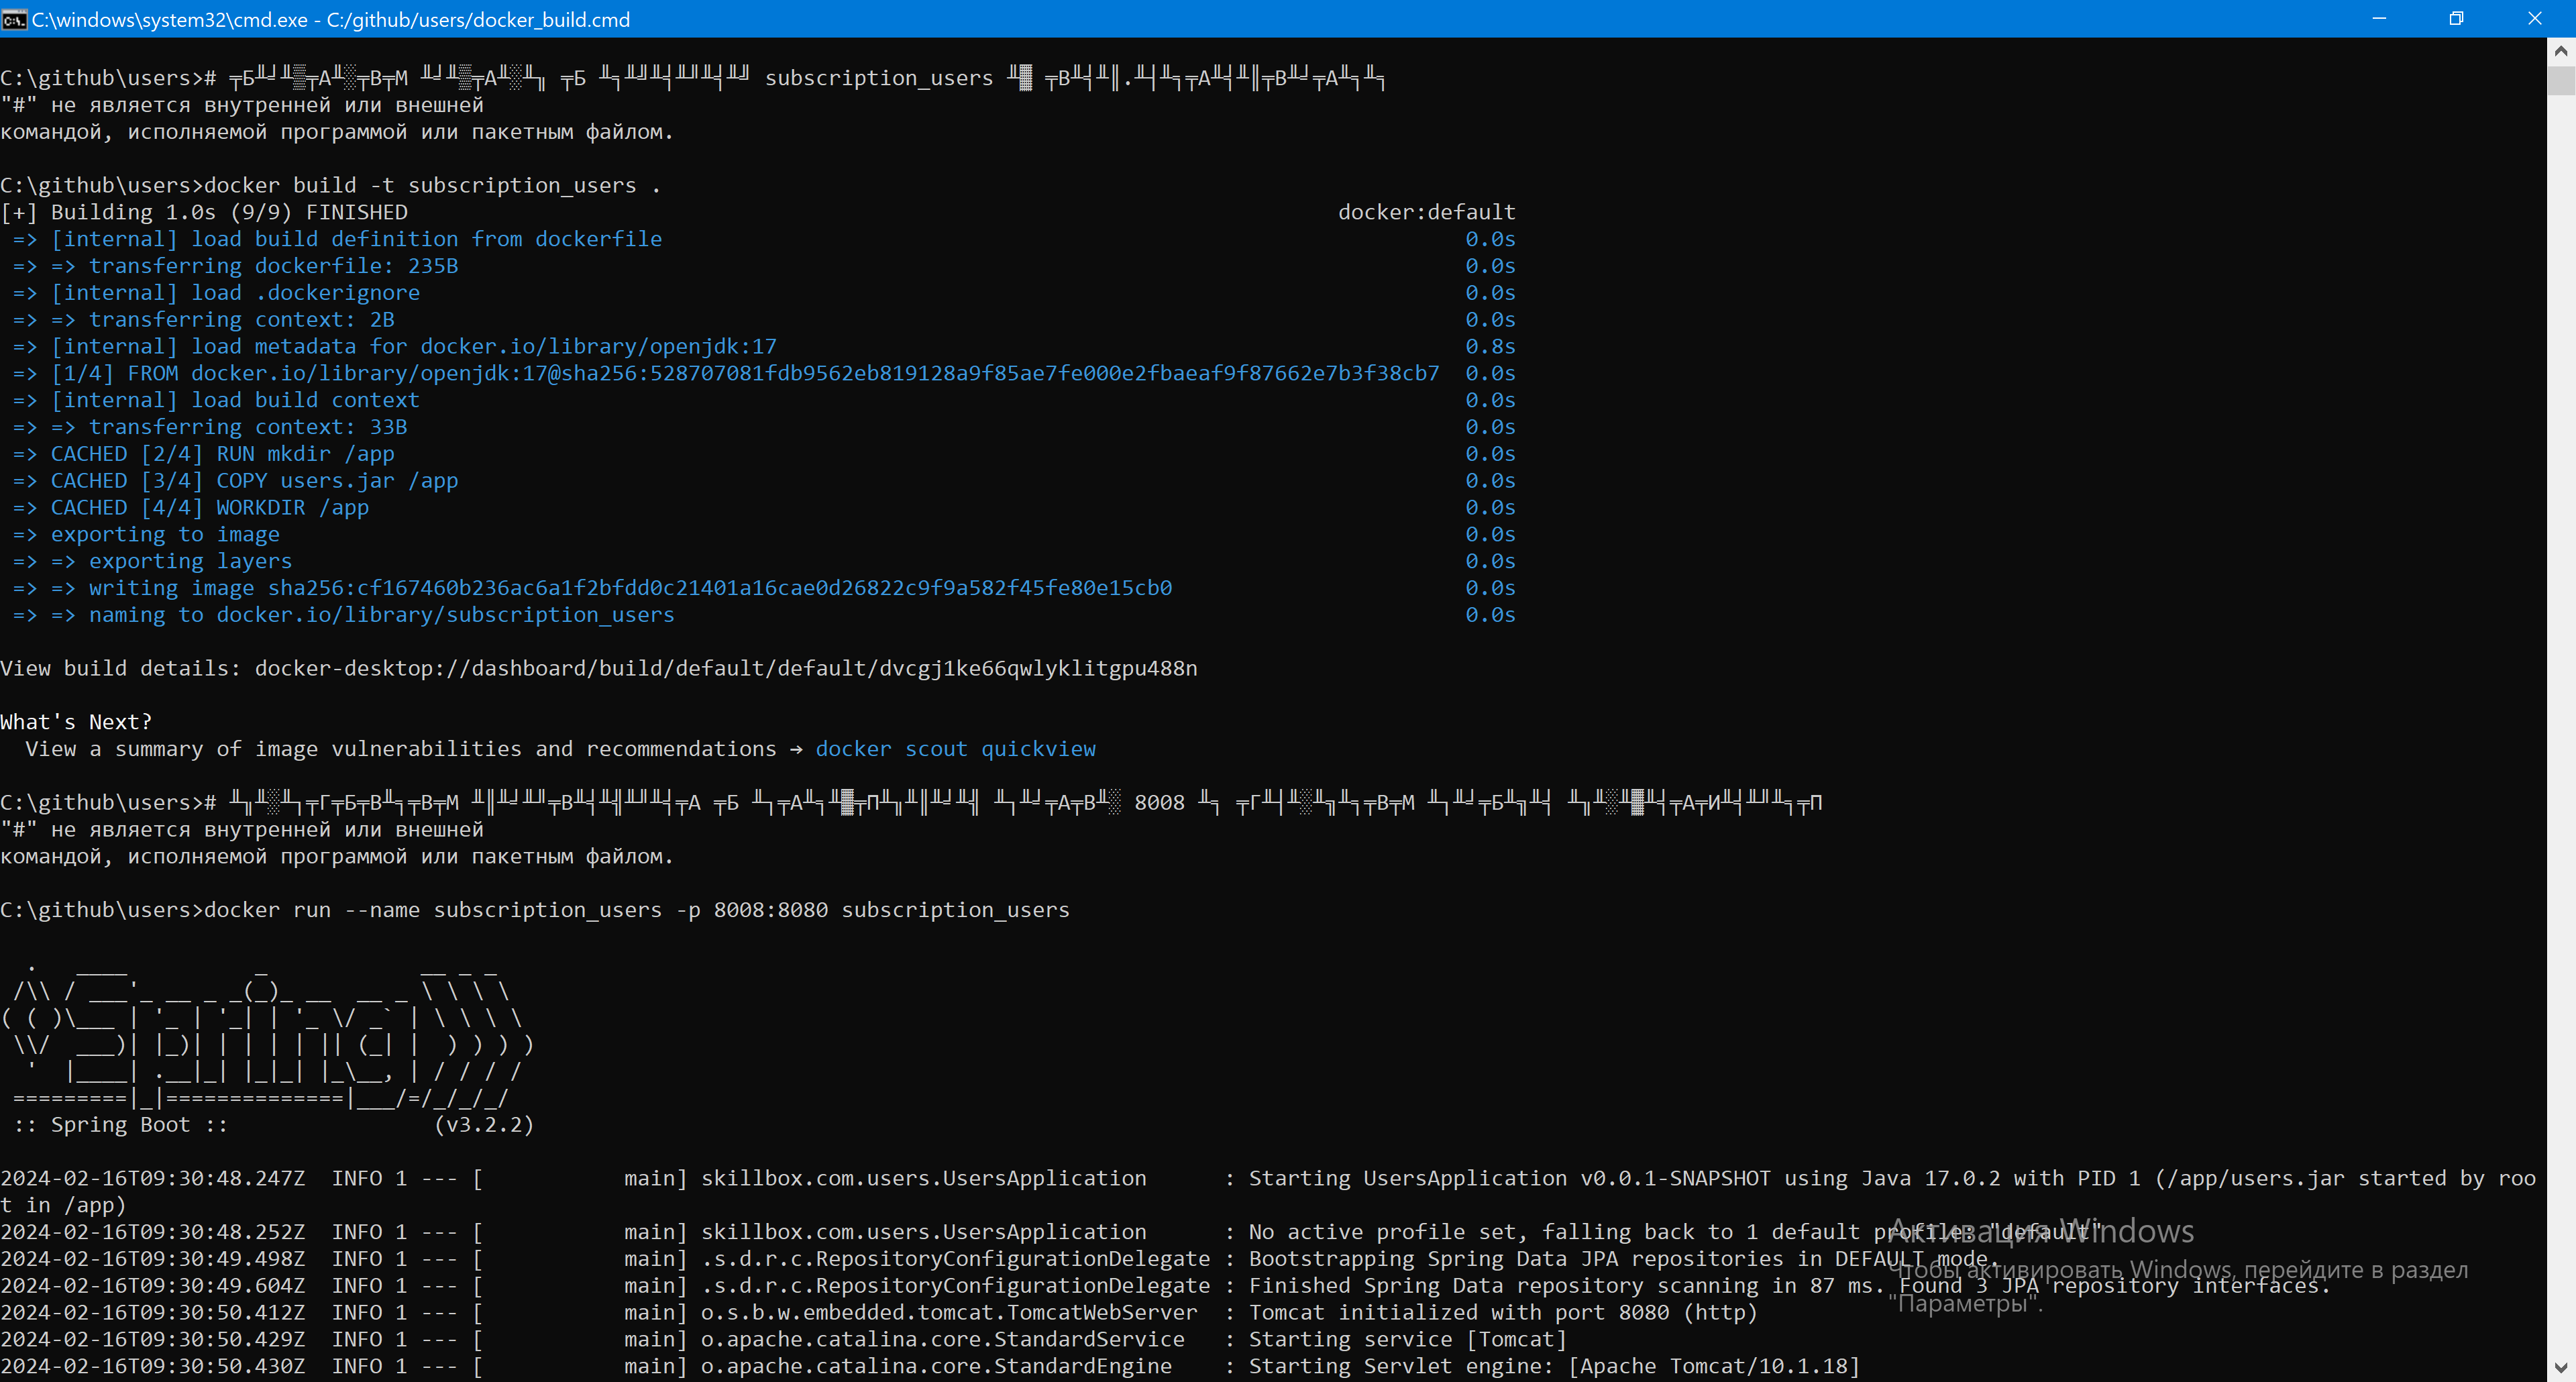 C:\windows\system32\cmd.exe - C:/github/users/docker_build.cmd
C:\github\users>#
subscription_users
"#" не является внутренней или внешней
командой, исполняемой программой или пакетным файлом.
C:\github\users>docker build -t subscription_users .
[+] Building 1.0s (9/9) FINISHED docker:default
=> [internal] load build definition from dockerfile 0.0s
=> => transferring dockerfile: 235B 0.0s
=> [internal] load .dockerignore 0.0s
=> => transferring context: 2B 0.0s
=> [internal] load metadata for docker.io/library/openjdk:17 0.8s
=> [1/4] FROM docker.io/library/openjdk:17@sha256:528707081fdb9562eb819128a9f85ae7fe000e2fbaeaf9f87662e7b3f38cb7 0.0s
=> [internal] load build context 0.0s
=> => transferring context: 33B 0.0s
=> CACHED [2/4] RUN mkdir /app 0.0s
=> CACHED [3/4] COPY users.jar /app 0.0s
=> CACHED [4/4] WORKDIR /app 0.0s
=> exporting to image 0.0s
=> => exporting layers 0.0s
=> => writing image sha256:cf167460b236ac6a1f2bfdd0c21401a16cae0d26822c9f9a582f45fe80e15cb0 0.0s
=> => naming to docker.io/library/subscription_users 0.0s
View build details: docker-desktop://dashboard/build/default/default/dvcgj1ke66qwlyklitgpu488n
What's Next?
View a summary of image vulnerabilities and recommendations → docker scout quickview
C:\github\users>#
8008
"#" не является внутренней или внешней
командой, исполняемой программой или пакетным файлом.
C:\github\users>docker run --name subscription_users -p 8008:8080 subscription_users
:: Spring Boot :: (v3.2.2)
2024-02-16T09:30:48.247Z INFO 1 --- [ main] skillbox.com.users.UsersApplication : Starting UsersApplication v0.0.1-SNAPSHOT using Java 17.0.2 with PID 1 (/app/users.jar started by roo
t in /app)
2024-02-16T09:30:48.252Z INFO 1 --- [ main] skillbox.com.users.UsersApplication : No active profile set, falling back to 1 default profile: "default"
2024-02-16T09:30:49.498Z INFO 1 --- [ main] .s.d.r.c.RepositoryConfigurationDelegate : Bootstrapping Spring Data JPA repositories in DEFAULT mode.
2024-02-16T09:30:49.604Z INFO 1 --- [ main] .s.d.r.c.RepositoryConfigurationDelegate : Finished Spring Data repository scanning in 87 ms. Found 3 JPA repository interfaces.
2024-02-16T09:30:50.412Z INFO 1 --- [ main] o.s.b.w.embedded.tomcat.TomcatWebServer : Tomcat initialized with port 8080 (http)
2024-02-16T09:30:50.429Z INFO 1 --- [ main] o.apache.catalina.core.StandardService : Starting service [Tomcat]
2024-02-16T09:30:50.430Z INFO 1 --- [ main] o.apache.catalina.core.StandardEngine : Starting Servlet engine: [Apache Tomcat/10.1.18]
Активация Windows
Чтобы активировать Windows, перейдите в раздел
"Параметры".